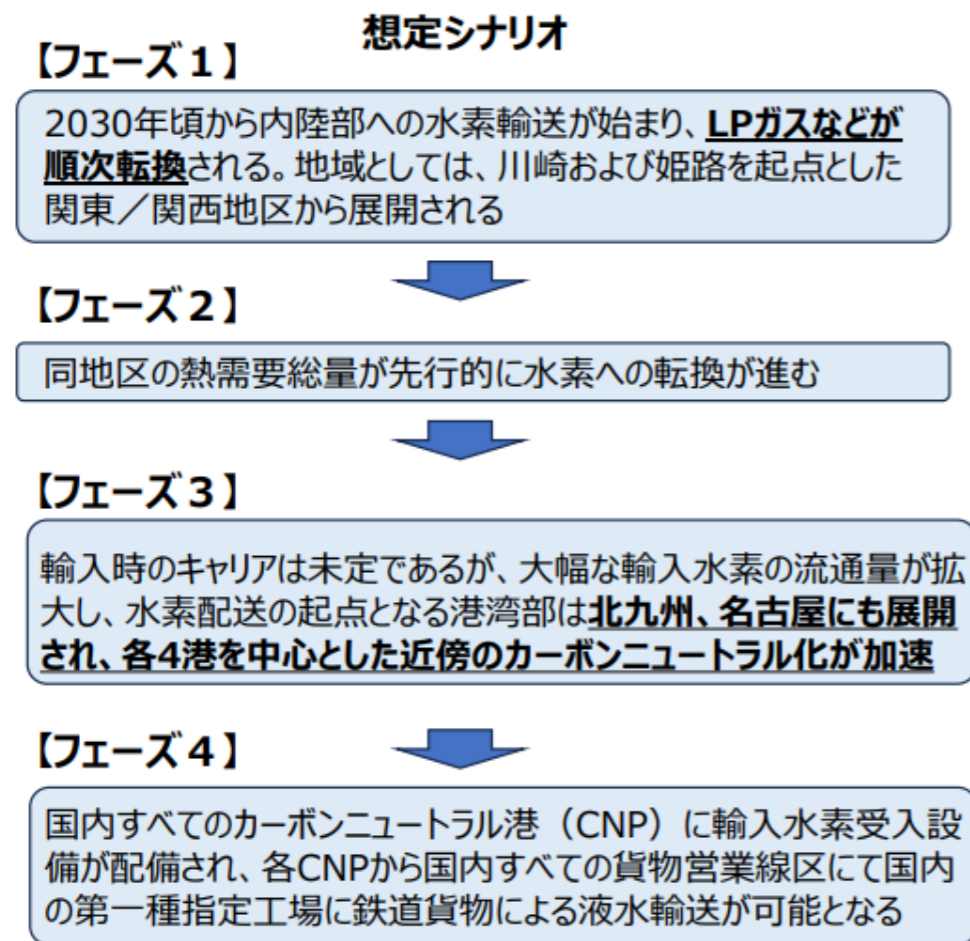 想定シナリオ
【フェーズ１】
2030年頃から内陸部への水素輸送が始まり、LPガスなどが
順次転換される。地域としては、川崎および姫路を起点とした
関東／関西地区から展開される
【フェーズ２】
同地区の熱需要総量が先行的に水素への転換が進む
【フェーズ３】
輸入時のキャリアは未定であるが、大幅な輸入水素の流通量が拡
大し、水素配送の起点となる港湾部は北九州、名古屋にも展開
され、各4港を中心とした近傍のカーボンニュートラル化が加速
【フェーズ４】
国内すべてのカーボンニュートラル港（CNP）に輸入水素受入設
備が配備され、各CNPから国内すべての貨物営業線区にて国内
の第一種指定工場に鉄道貨物による液水輸送が可能となる